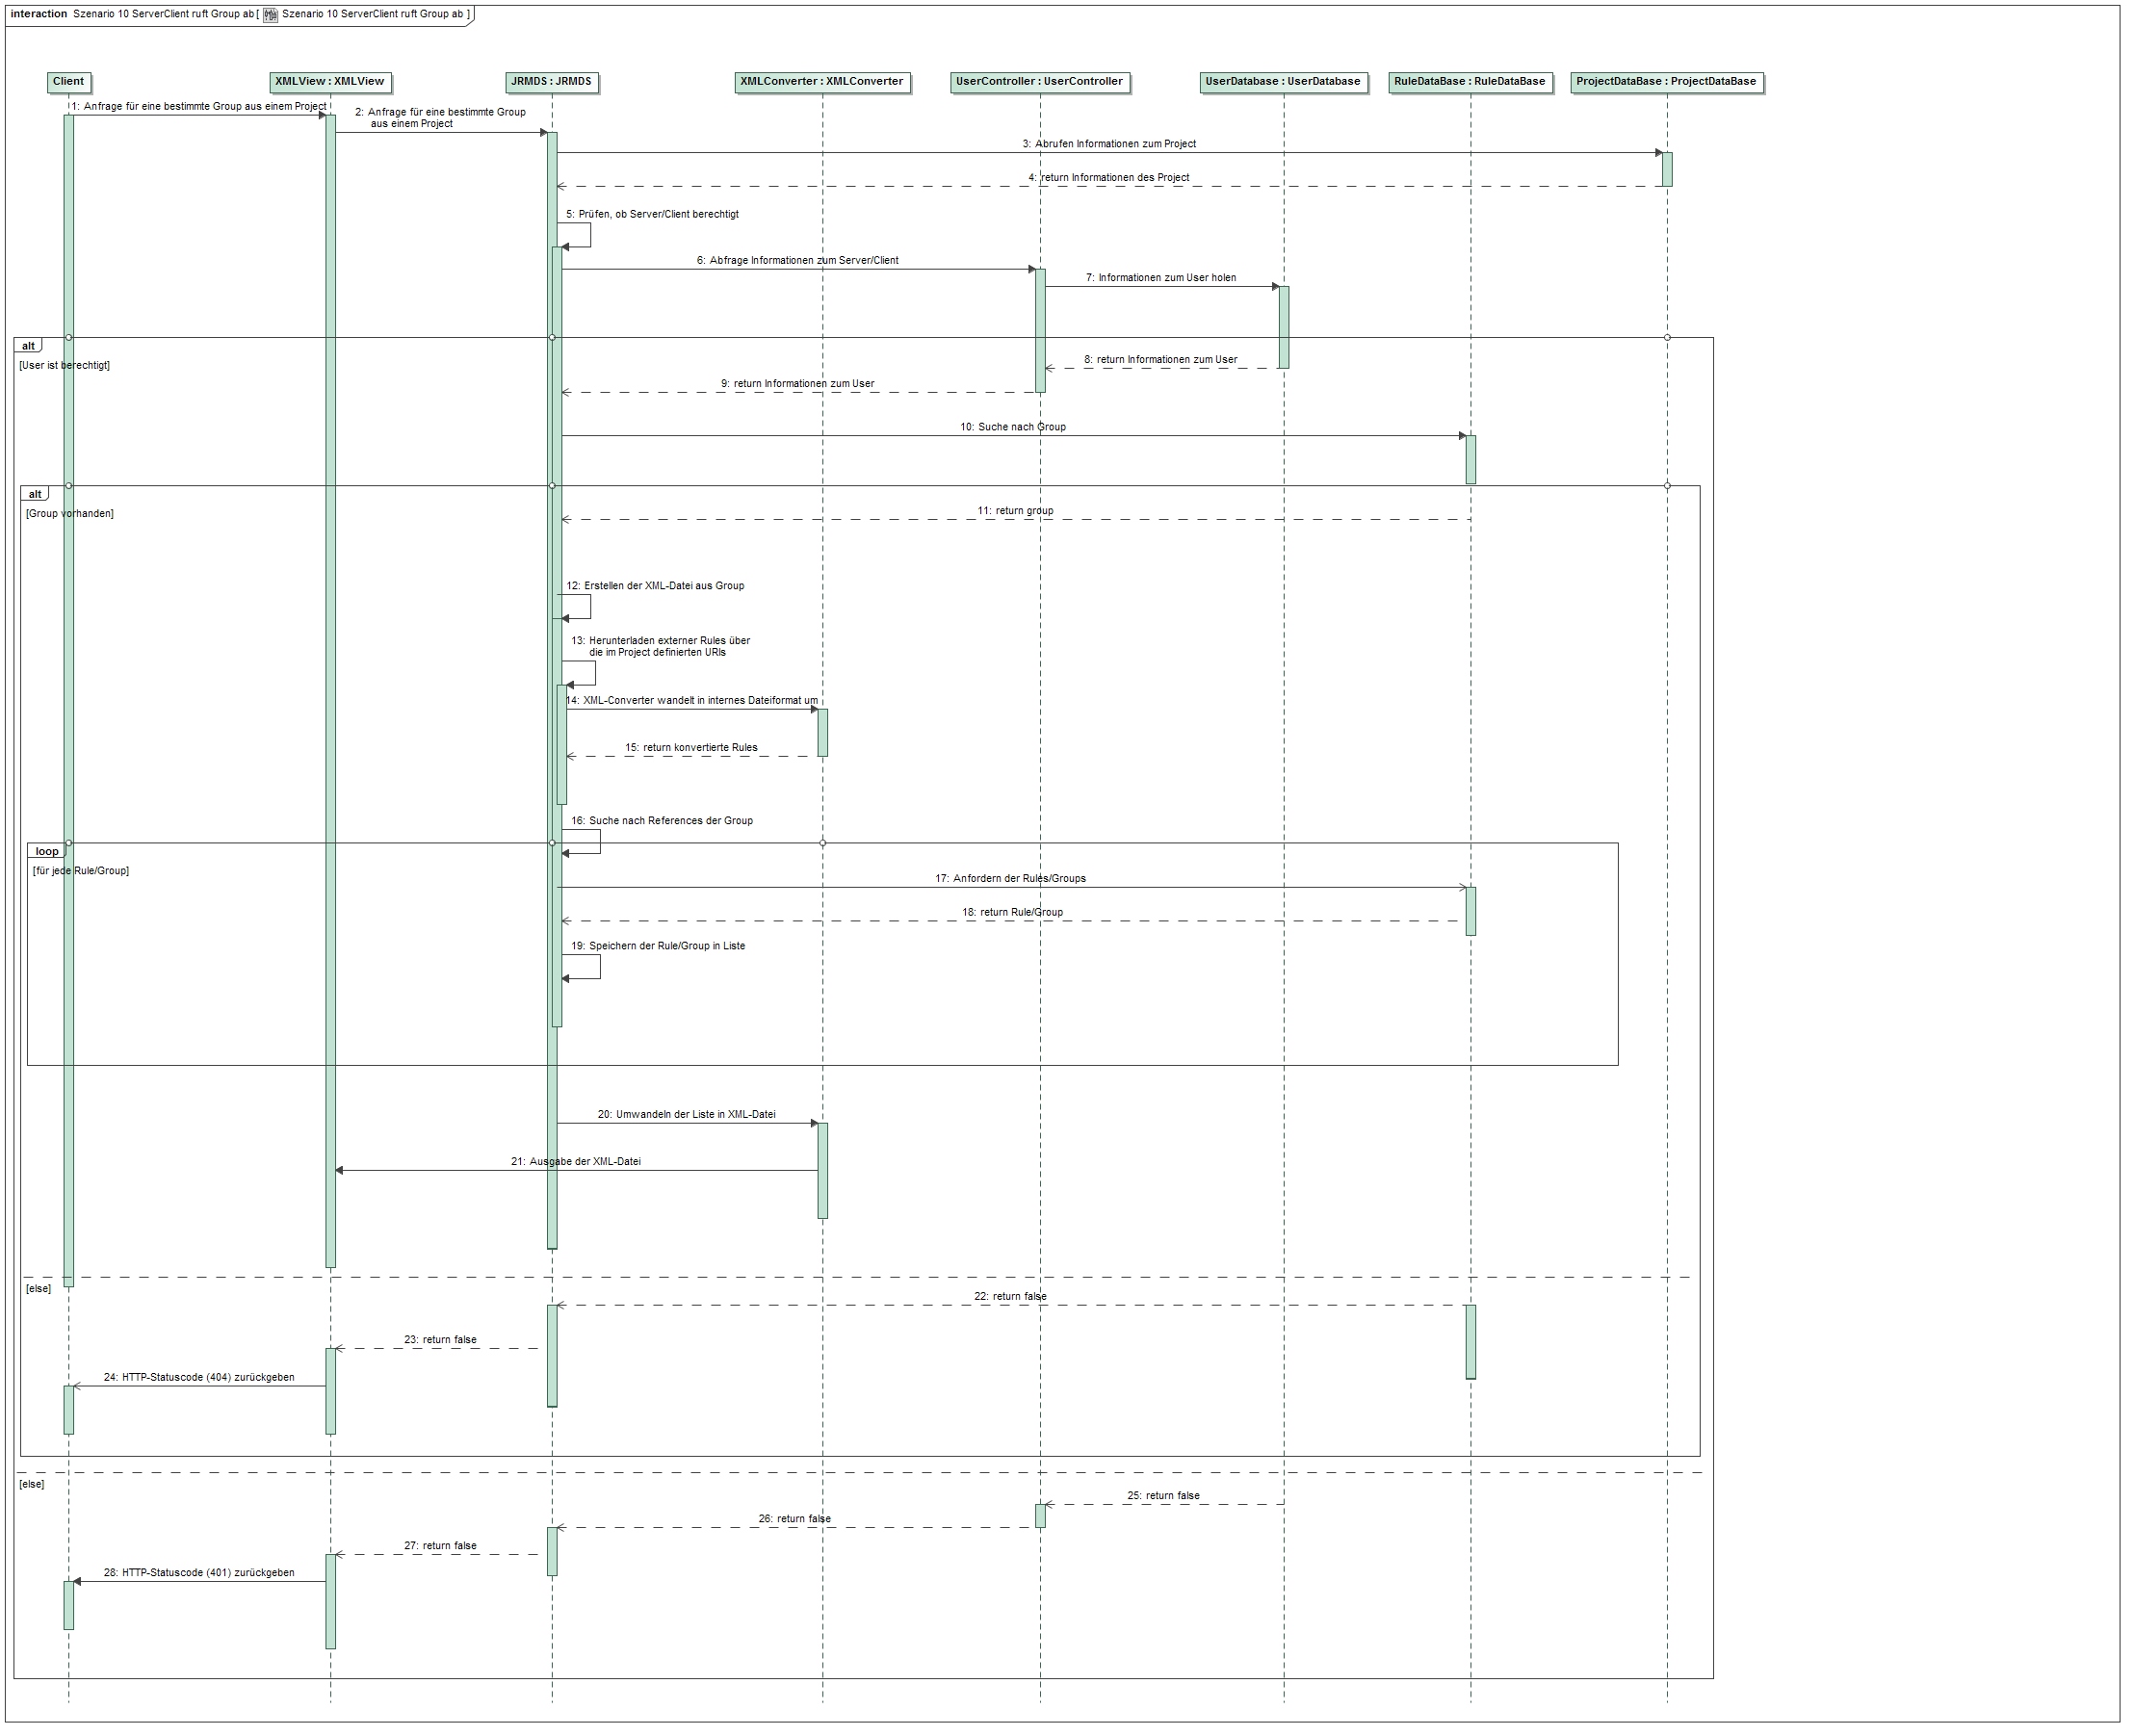 interaction Szenario 10 ServerClient ruft Group ab [ Szenario 10 ServerClient ruft Group ab ]
Client
XMLView : XMLView
JRMDS : JRMDS
XMLConverter : XMLConverter
UserController : UserController
UserDatabase : UserDatabase
RuleDataBase : RuleDataBase
ProjectDataBase : ProjectDataBase
1: Anfrage für eine bestimmte Group aus einem Project
2: Anfrage für eine bestimmte Group
aus einem Project
3: Abrufen Informationen zum Project
4: return Informationen des Project
5: Prüfen, ob Server/Client berechtigt
6: Abfrage Informationen zum Server/Client
7: Informationen zum User holen
alt
[User ist berechtigt]
8: return Informationen zum User
9: return Informationen zum User
10: Suche nach Group
alt
[Group vorhanden]
11: return group
12: Erstellen der XML-Datei aus Group
13: Herunterladen externer Rules über
die im Project definierten URIs
14: XML-Converter wandelt in internes Dateiformat um
15: return konvertierte Rules
16: Suche nach References der Group
loop
[für jede Rule/Group]
17: Anfordern der Rules/Groups
18: return Rule/Group
19: Speichern der Rule/Group in Liste
20: Umwandeln der Liste in XML-Datei
21: Ausgabe der XML-Datei
[else]
22: return false
23: return false
24: HTTP-Statuscode (404) zurückgeben
[else]
25: return false
26: return false
27: return false
28: HTTP-Statuscode (401) zurückgeben